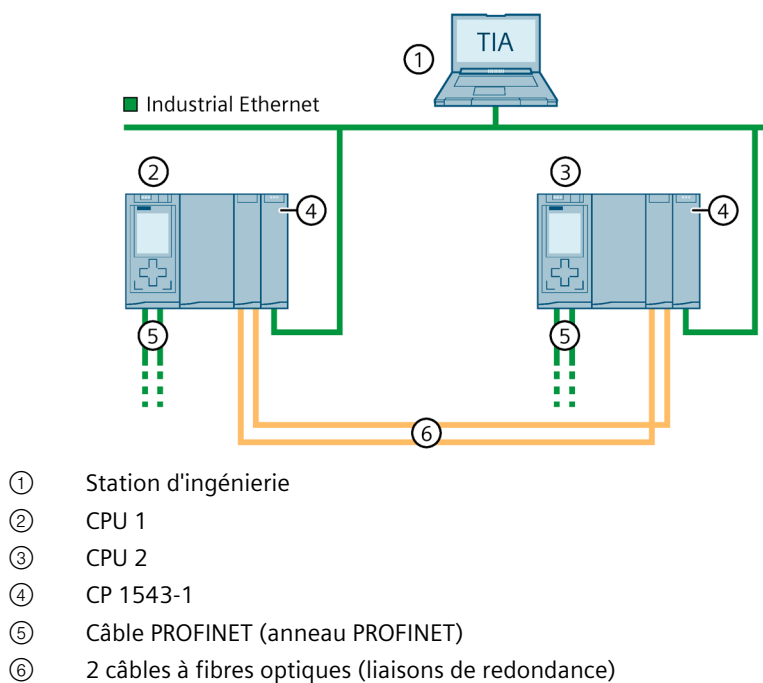 TIA
①
Industrial Ethernet
② ③
④ ④
⑤ ⑤
⑥
① Station d'ingénierie
② CPU 1
③ CPU 2
④ CP 1543-1
⑤ Câble PROFINET (anneau PROFINET)
⑥ 2 câbles à fibres optiques (liaisons de redondance)